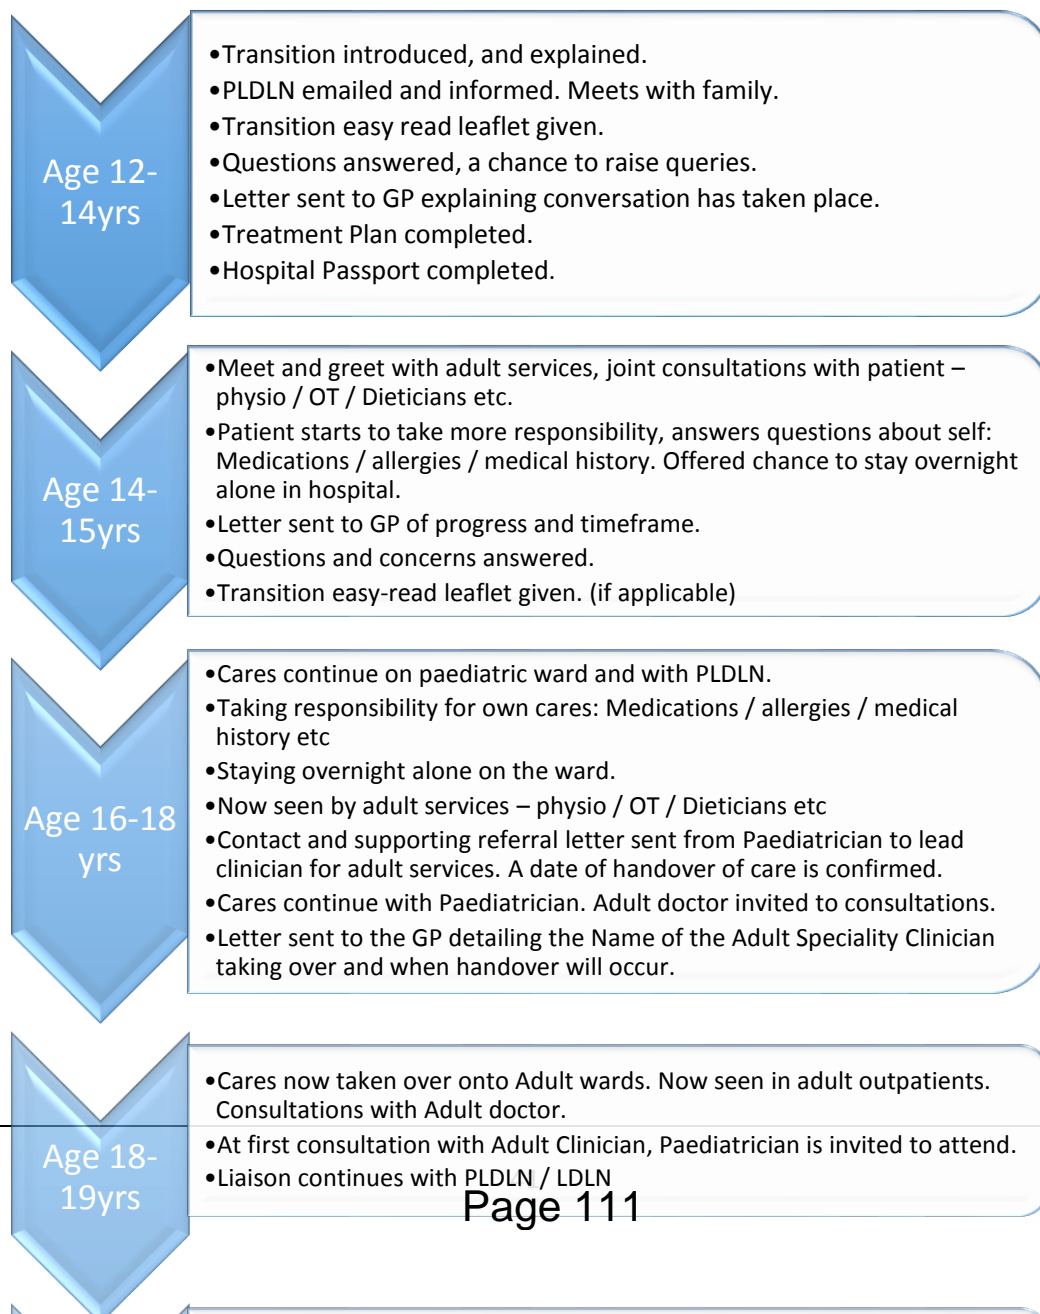 Age 12-
14yrs
•Transition introduced, and explained.
•PLDLN emailed and informed. Meets with family.
•Transition easy read leaflet given.
•Questions answered, a chance to raise queries.
•Letter sent to GP explaining conversation has taken place.
•Treatment Plan completed.
•Hospital Passport completed.
Age 14-
15yrs
•Meet and greet with adult services, joint consultations with patient –
physio / OT / Dieticians etc.
•Patient starts to take more responsibility, answers questions about self:
Medications / allergies / medical history. Offered chance to stay overnight
alone in hospital.
•Letter sent to GP of progress and timeframe.
•Questions and concerns answered.
•Transition easy-read leaflet given. (if applicable)
Age 16-18
yrs
•Cares continue on paediatric ward and with PLDLN.
•Taking responsibility for own cares: Medications / allergies / medical
history etc
•Staying overnight alone on the ward.
•Now seen by adult services – physio / OT / Dieticians etc
•Contact and supporting referral letter sent from Paediatrician to lead
clinician for adult services. A date of handover of care is confirmed.
•Cares continue with Paediatrician. Adult doctor invited to consultations.
•Letter sent to the GP detailing the Name of the Adult Speciality Clinician
taking over and when handover will occur.
Age 18-
19yrs
•Cares now taken over onto Adult wards. Now seen in adult outpatients.
Consultations with Adult doctor.
•At first consultation with Adult Clinician, Paediatrician is invited to attend.
•Liaison continues with PLDLN / LDLN
Page 111